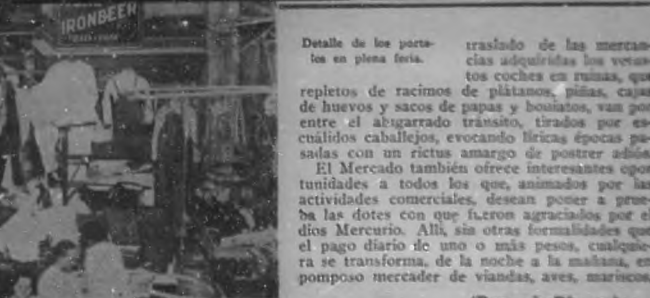 IRONBEER
Detalle de los porta-
les en plena feria.
traslado de las mercan-
cías adquiridas los vetus-
tos coches en ruinas, que
repletos de racimos de plátanos, piñas, cajas
de huevos y sacos de papas y boniatos, van por
entre el abigarrado tránsito, tirados por es-
cuálidos caballejos, evocando líricas épocas pa-
sadas con un rictus amargo de postrer adiós.
El Mercado también ofrece interesantes opor-
tunidades a todos los que, animados por las
actividades comerciales, desean poner a prue-
ba las dotes con que fueron agraciados por el
dios Mercurio. Allí, sin otras formalidades que
el pago diario de uno o más pesos, cualquie-
ra se transforma, de la noche a la mañana, en
pomposo mercader de viandas, aves, mariscos,